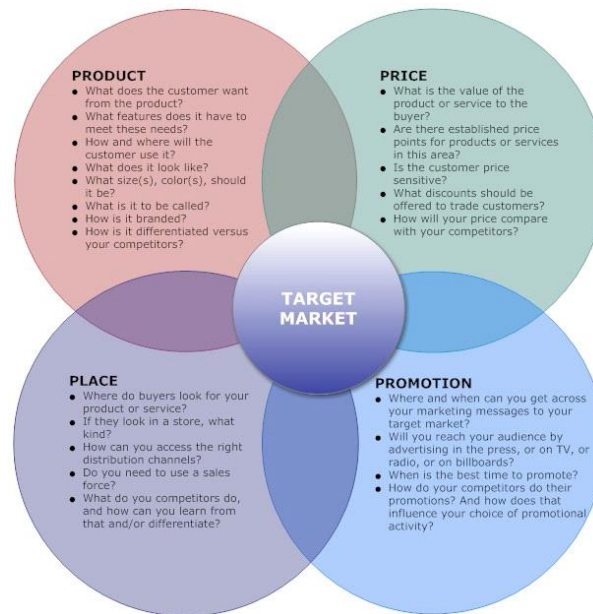 PRODUCT
● What does the customer want
from the product?
● What features does it have to
meet these needs?
● How and where will the
customer use it?
● What does it look like?
● What size(s), color(s), should
it be?
● What is it to be called?
● How is it branded?
● How is it differentiated versus
your competitors?
PRICE
● What is the value of the
product or service to the
buyer?
● Are there established price
points for products or services
in this area?
● Is the customer price
sensitive?
● What discounts should be
offered to trade customers?
● How will your price compare
with your competitors?
TARGET
MARKET
PLACE
● Where do buyers look for your
product or service?
● If they look in a store, what
kind?
● How can you access the right
distribution channels?
● Do you need to use a sales
force?
● What do you competitors do,
and how can you learn from
that and/or differentiate?
PROMOTION
● Where and when can you get across
your marketing messages to your
target market?
● Will you reach your audience by
advertising in the press, or on TV, or
radio, or on billboards?
● When is the best time to promote?
● How do your competitors do their
promotions? And how does that
influence your choice of promotional
activity?